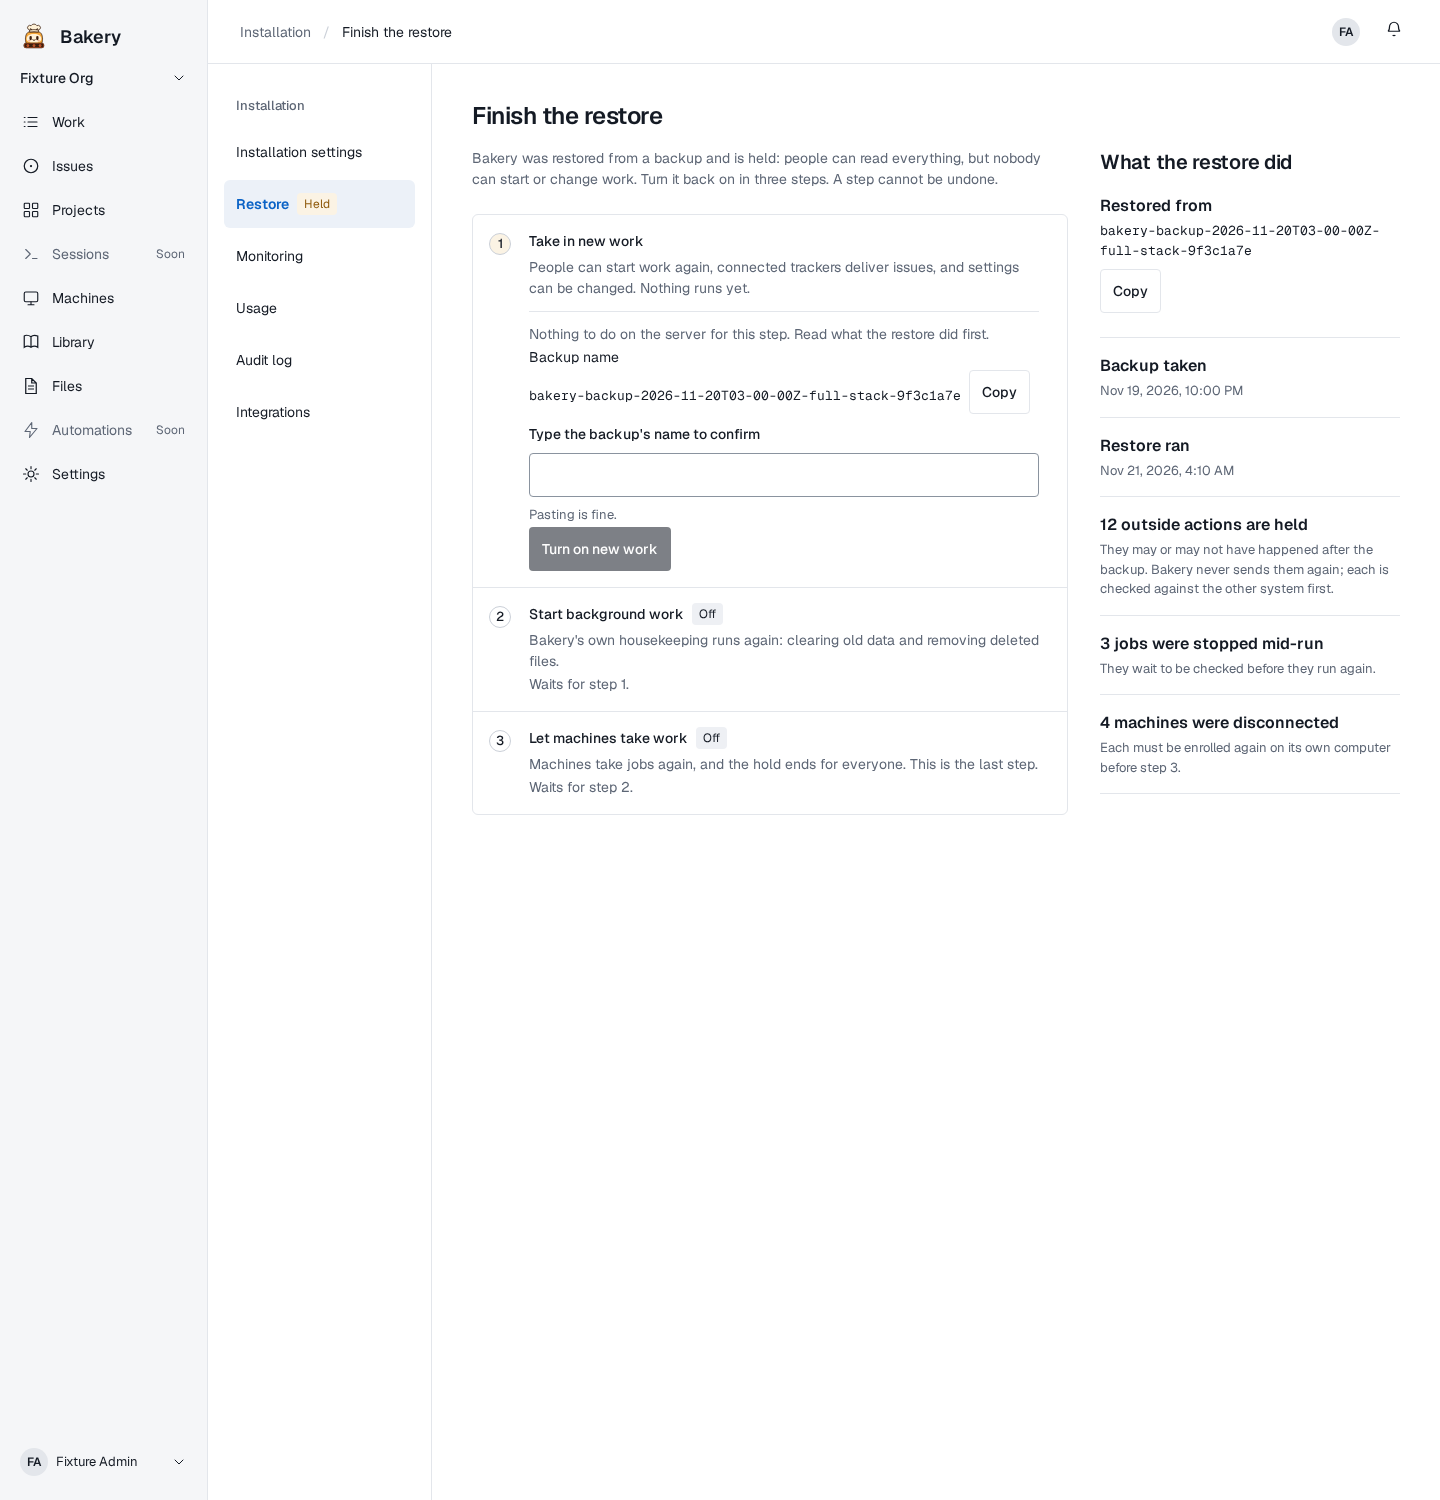 Bakery
Fixture Org
Work
Issues
Projects
Sessions Soon
Machines
Library
Files
Automations Soon
Settings
FA Fixture Admin
Installation / Finish the restore
FA
Installation
Installation settings
Restore Held
Monitoring
Usage
Audit log
Integrations
Finish the restore
Bakery was restored from a backup and is held: people can read everything, but nobody
can start or change work. Turn it back on in three steps. A step cannot be undone.
1 Take in new work
People can start work again, connected trackers deliver issues, and settings
can be changed. Nothing runs yet.
Nothing to do on the server for this step. Read what the restore did first.
Backup name
bakery-backup-2026-11-20T03-00-00Z-full-stack-9f3c1a7e Copy
Type the backup's name to confirm
Pasting is fine.
Turn on new work
2 Start background work Off
Bakery's own housekeeping runs again: clearing old data and removing deleted
files.
Waits for step 1.
3 Let machines take work Off
Machines take jobs again, and the hold ends for everyone. This is the last step.
Waits for step 2.
What the restore did
Restored from
bakery-backup-2026-11-20T03-00-00Z-
full-stack-9f3c1a7e
Copy
Backup taken
Nov 19, 2026, 10:00 PM
Restore ran
Nov 21, 2026, 4:10 AM
12 outside actions are held
They may or may not have happened after the
backup. Bakery never sends them again; each is
checked against the other system first.
3 jobs were stopped mid-run
They wait to be checked before they run again.
4 machines were disconnected
Each must be enrolled again on its own computer
before step 3.